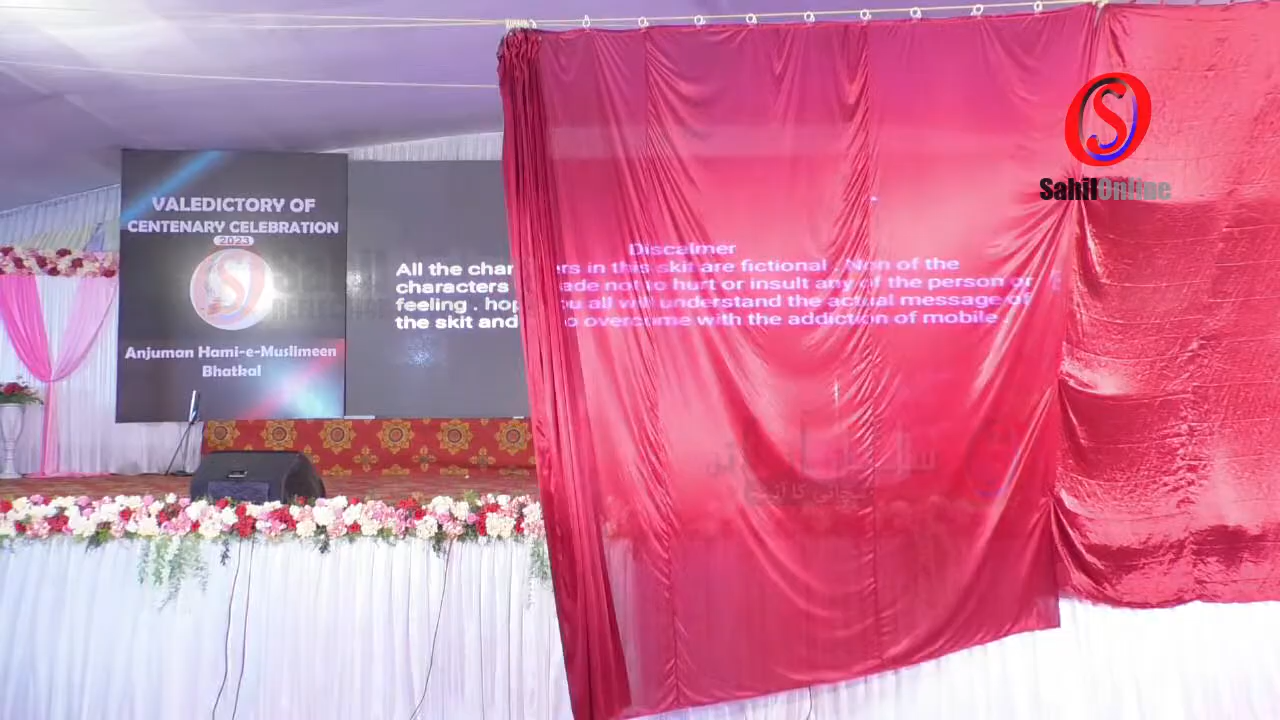 VALEDICTORY OF
CENTENARY CELEBRATION
2023
Anjuman Hami-e-Muslimeen
Bhatkal
Discalmer
All the char ers in this skit are fictional . Non of the
characters ade not to hurt or insult any of the person or
feeling . hop u all will understand the actual message of
the skit and o overcome with the addiction of mobile .
SahilOnline